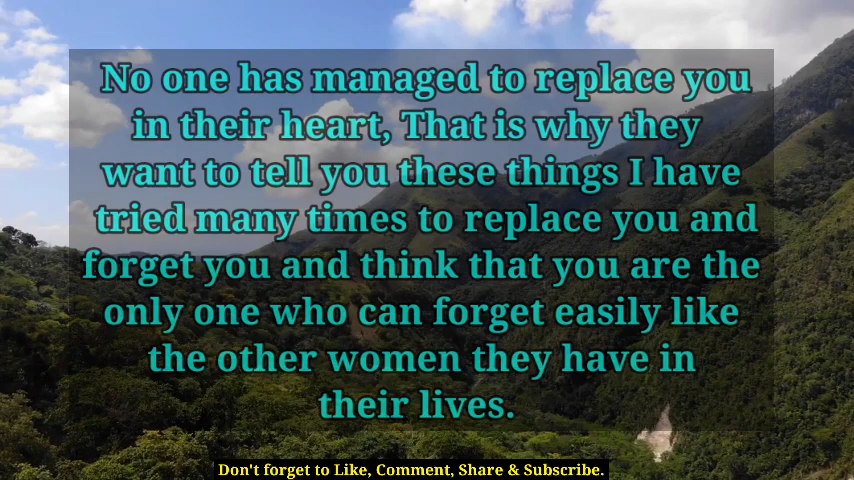 No one has managed to replace you
in their heart, That is why they
want to tell you these things I have
tried many times to replace you and
forget you and think that you are the
only one who can forget easily like
the other women they have in
their lives.
Don't forget to Like, Comment, Share & Subscribe.